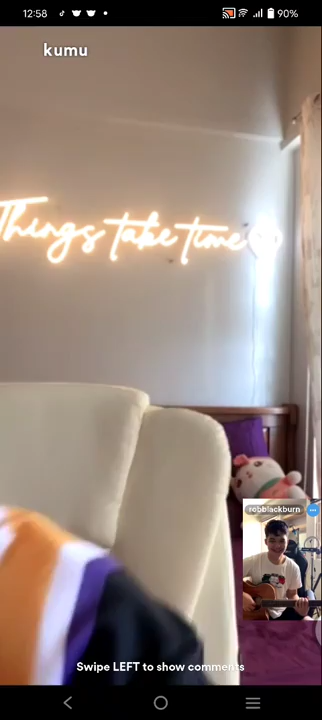 12:58
90%
kumu
Things take time
robblackburn
Swipe LEFT to show comments